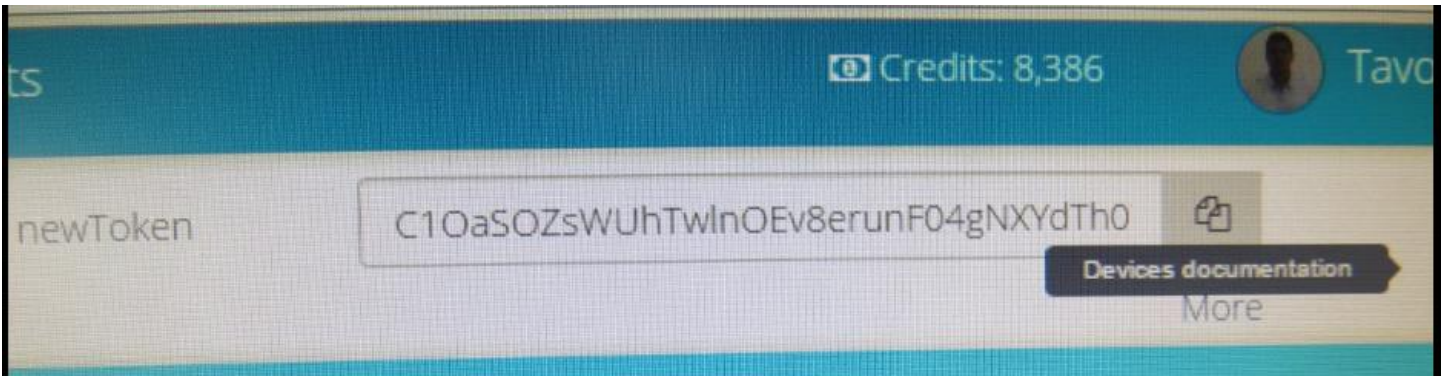 ts
Credits: 8,386
Tavo
newToken
C1OaSOZsWUhTwlnOEv8erunF04gNXYdTh0
Devices documentation
More